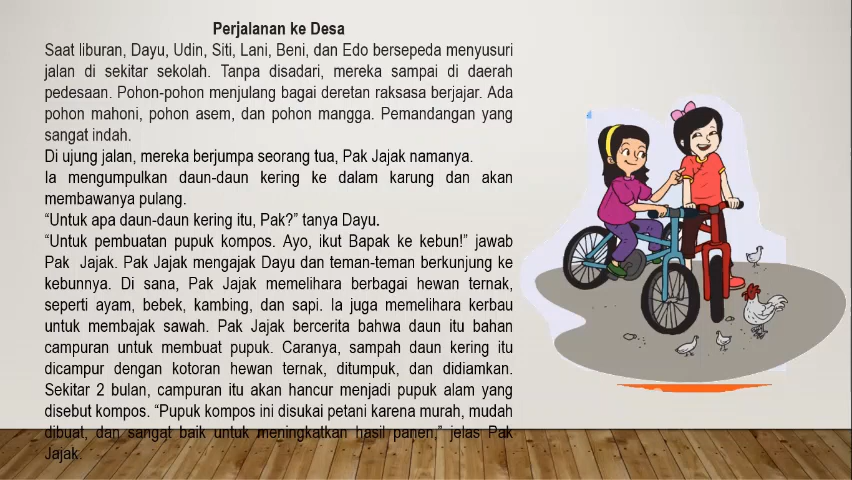 Perjalanan ke Desa
Saat liburan, Dayu, Udin, Siti, Lani, Beni, dan Edo bersepeda menyusuri
jalan di sekitar sekolah. Tanpa disadari, mereka sampai di daerah
pedesaan. Pohon-pohon menjulang bagai deretan raksasa berjajar. Ada
pohon mahoni, pohon asem, dan pohon mangga. Pemandangan yang
sangat indah.
Di ujung jalan, mereka berjumpa seorang tua, Pak Jajak namanya.
Ia mengumpulkan daun-daun kering ke dalam karung dan akan
membawanya pulang.
“Untuk apa daun-daun kering itu, Pak?” tanya Dayu.
“Untuk pembuatan pupuk kompos. Ayo, ikut Bapak ke kebun!” jawab
Pak Jajak. Pak Jajak mengajak Dayu dan teman-teman berkunjung ke
kebunnya. Di sana, Pak Jajak memelihara berbagai hewan ternak,
seperti ayam, bebek, kambing, dan sapi. Ia juga memelihara kerbau
untuk membajak sawah. Pak Jajak bercerita bahwa daun itu bahan
campuran untuk membuat pupuk. Caranya, sampah daun kering itu
dicampur dengan kotoran hewan ternak, ditumpuk, dan didiamkan.
Sekitar 2 bulan, campuran itu akan hancur menjadi pupuk alam yang
disebut kompos. “Pupuk kompos ini disukai petani karena murah, mudah
dibuat, dan sangat baik untuk meningkatkan hasil panen,” jelas Pak
Jajak.